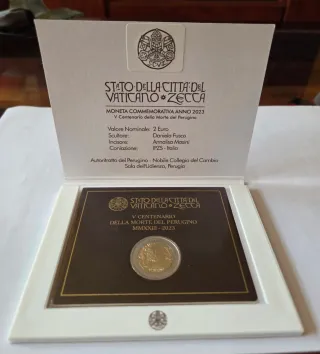 STATO DELLA CITTÀ DEL
VATICANO * ZECCA
MONETA COMMEMORATIVA ANNO 2023
V Centenario della Morte del Perugino
Valore Nominale: 2 Euro
Scultore: Daniela Fusco
Incisore: Annalisa Masini
Coniazione: IPZS - Italia
Autoritratto del Perugino - Nobile Collegio del Cambio
Sala dell'Udienza, Perugia
STATO DELLA CITTÀ DEL
VATICANO * ZECCA
V CENTENARIO
DELLA MORTE DEL PERUGINO
MMXXIII - 2023